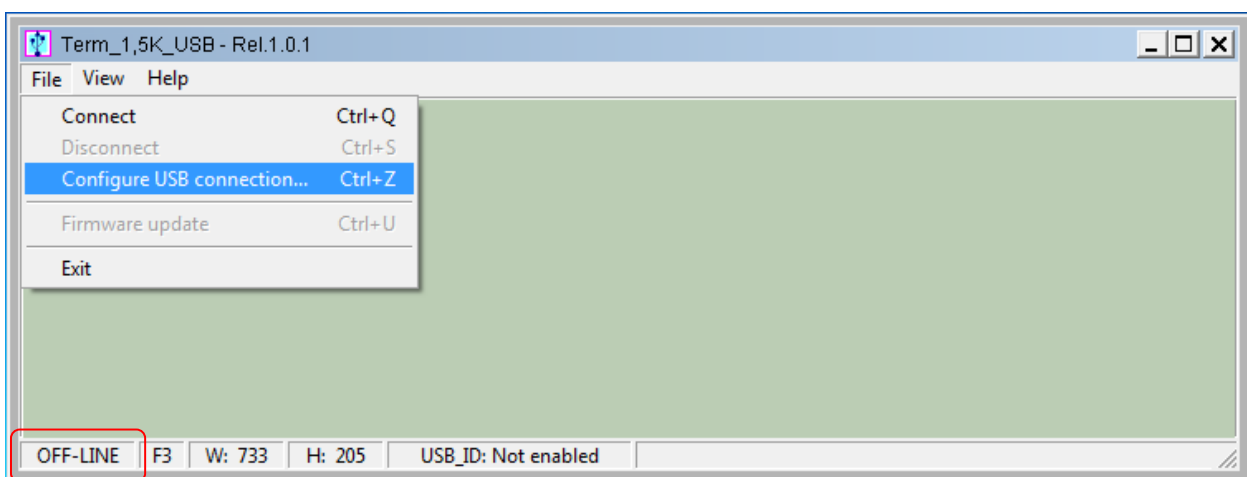 Term_1,5K_USB - Rel.1.0.1
File View Help
Connect Ctrl+Q
Disconnect Ctrl+S
Configure USB connection... Ctrl+Z
Firmware update Ctrl+U
Exit
OFF-LINE F3 W: 733 H: 205 USB_ID: Not enabled